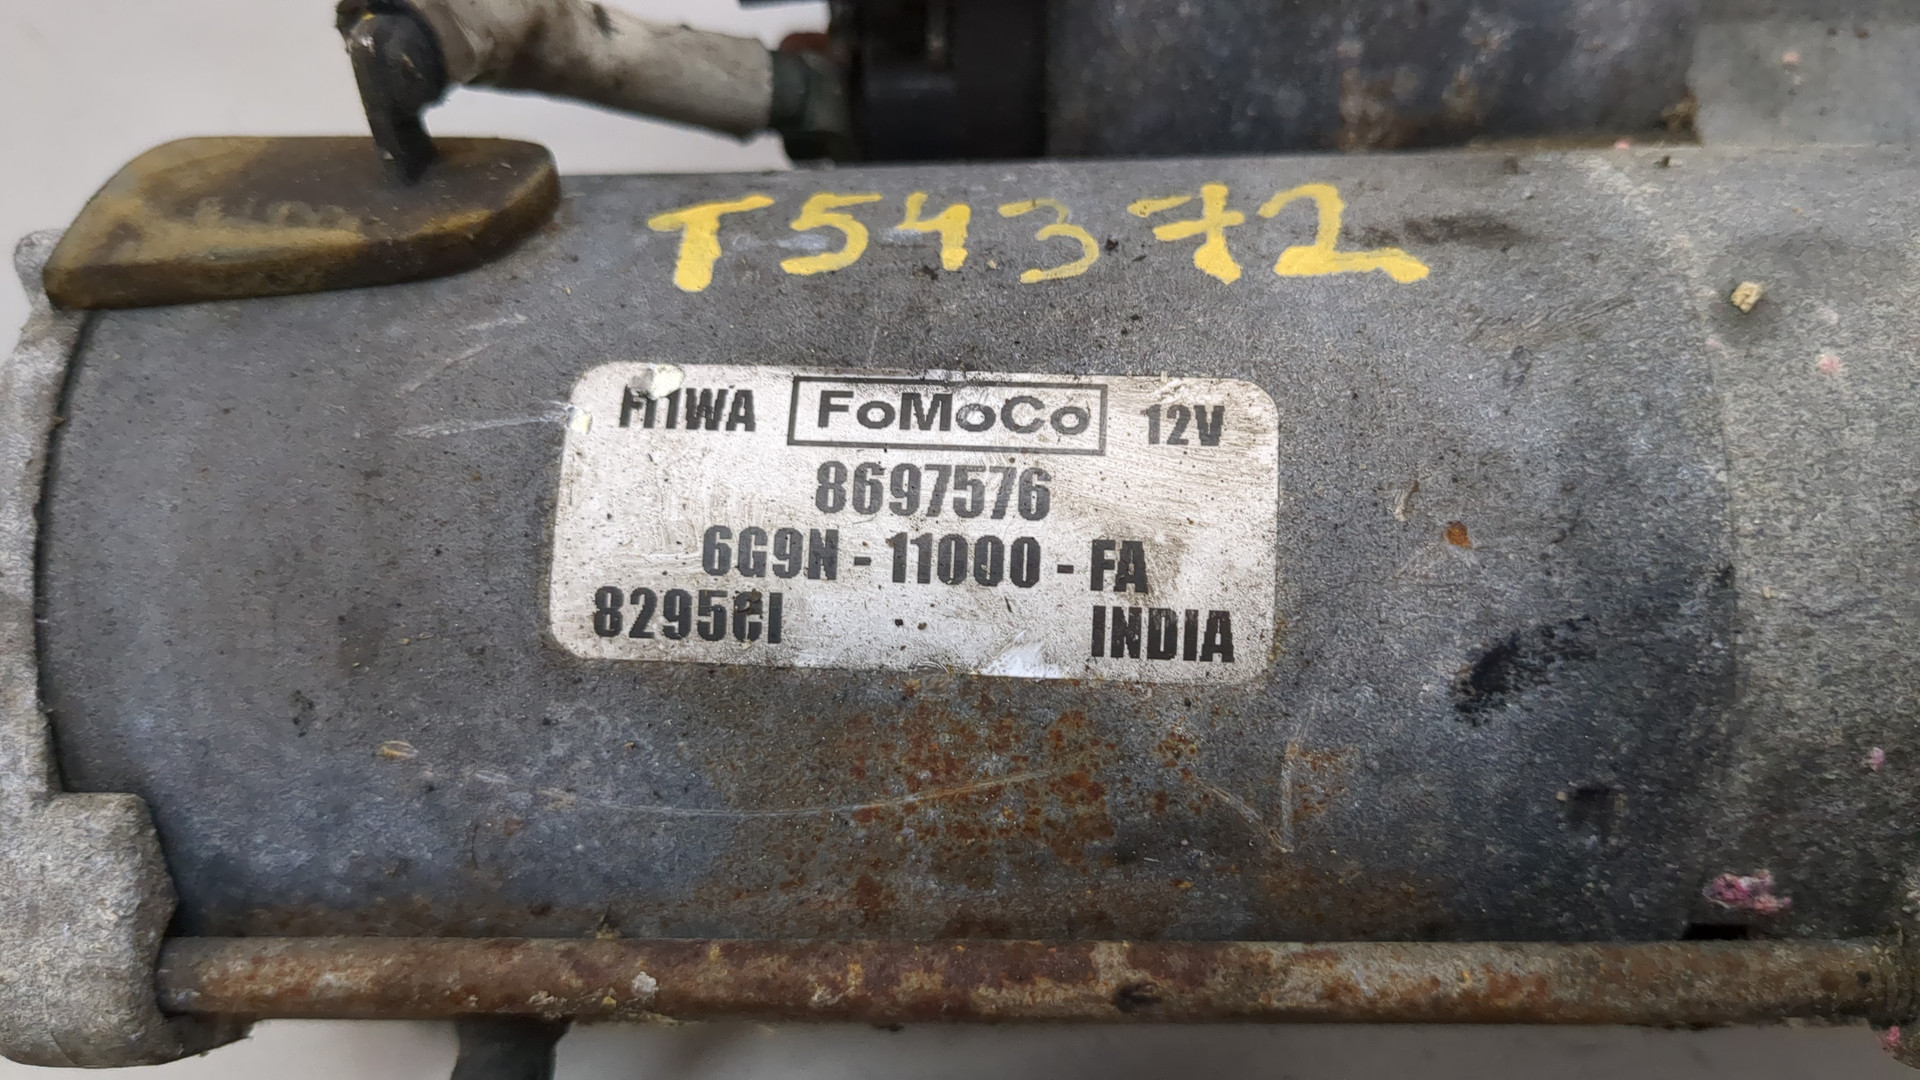 T54372
FoMoCo 12V
8697576
6G9N - 11000 - FA
INDIA